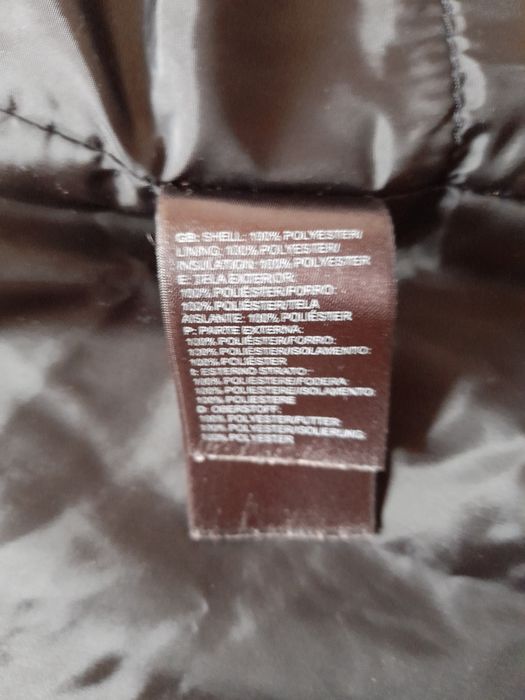 GB: SHELL: 100% POLYESTER/
LINING: 100% POLYESTER/
INSULATION: 100% POLYESTER
E: TELA EXTERIOR:
100% POLIÉSTER/FORRO:
100% POLIÉSTER/TELA
AISLANTE: 100% POLIÉSTER
P: PARTE EXTERNA:
100% POLIÉSTER/FORRO:
100% POLIÉSTER/ISOLAMENTO:
100% POLIÉSTER
I: ESTERNO STRATO:
100% POLIESTERE/FODERA
100% POLIESTERE/ISOLAMENTO:
100% POLIESTERE
D: OBERSTOFF:
100% POLYESTER/FUTTER:
100% POLYESTER/ISOLIERUNG:
100% POLYESTER